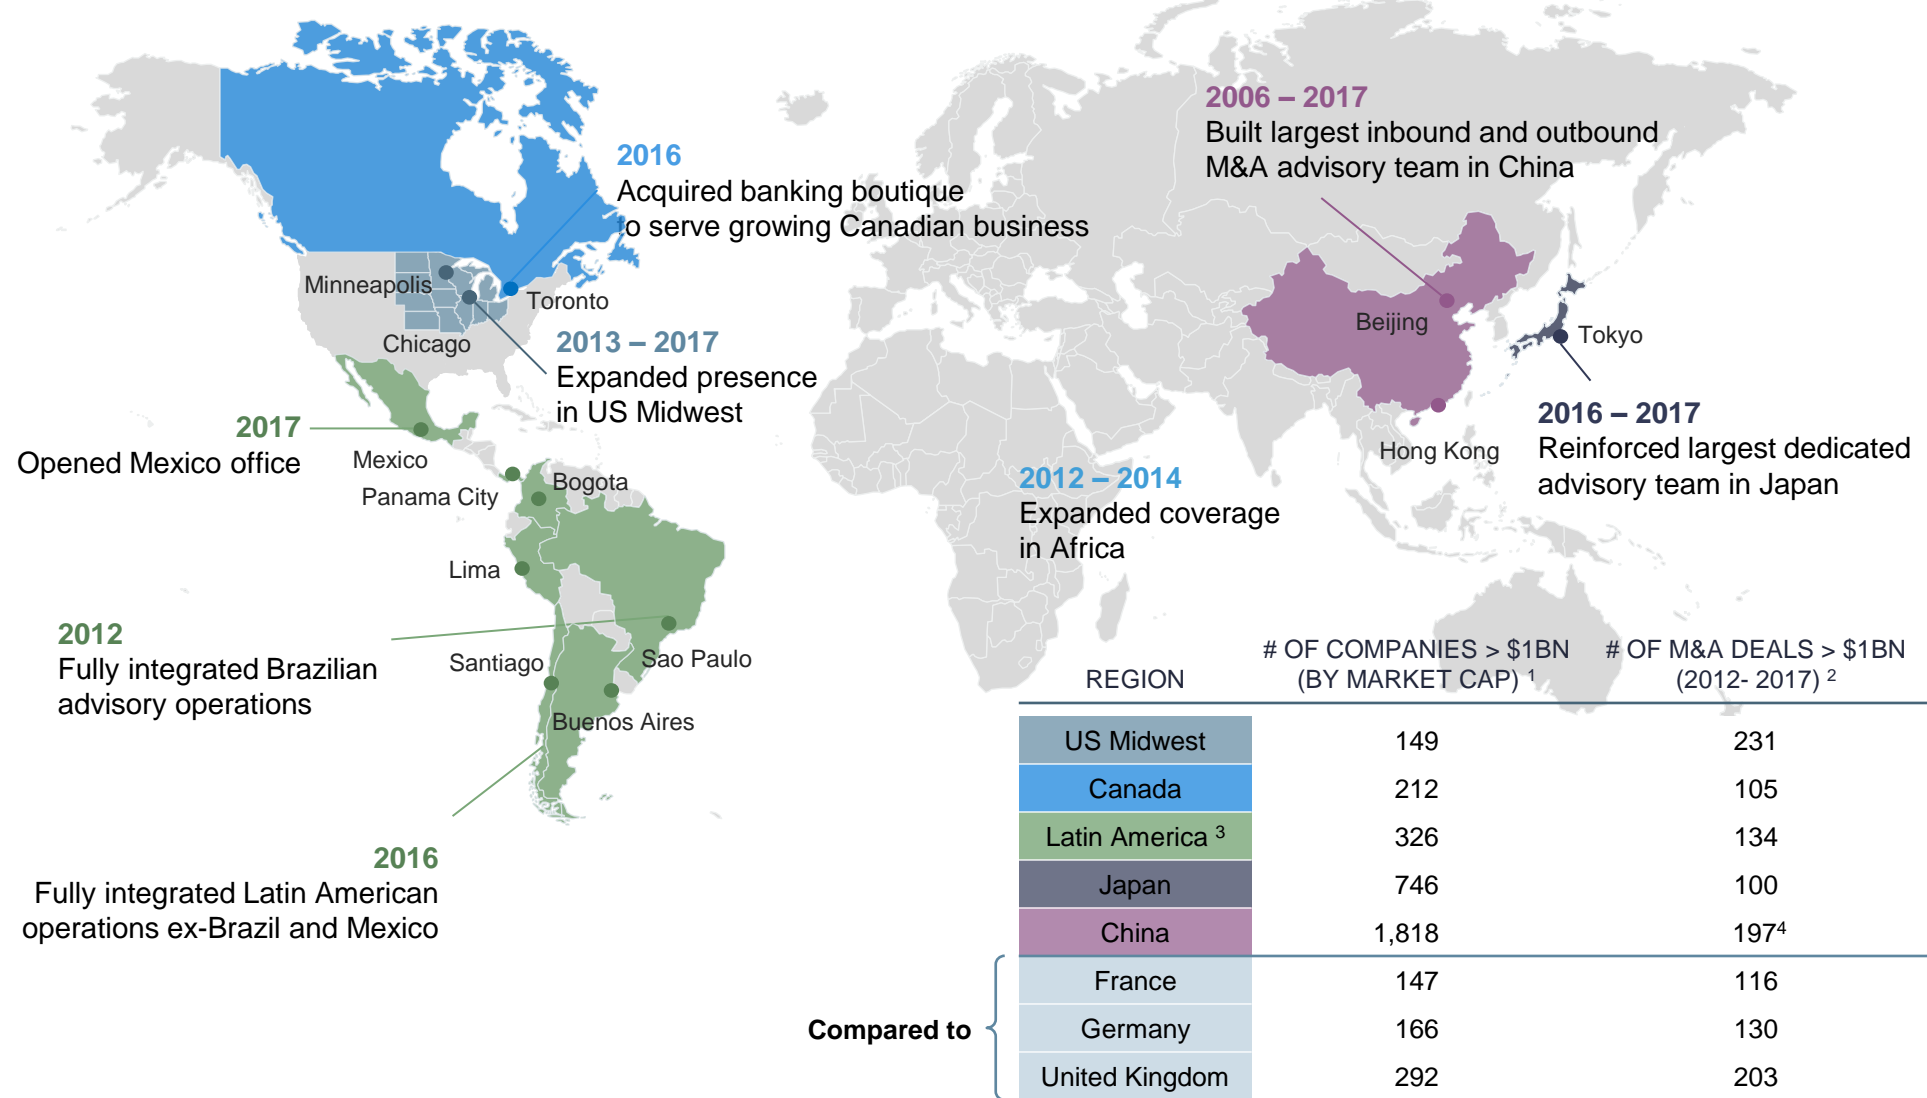 2006 – 2017
Built largest inbound and outbound
M&A advisory team in China
2016
Acquired banking boutique
to serve growing Canadian business
Minneapolis
Toronto
Chicago
2013 – 2017
Expanded presence
in US Midwest
Beijing
Tokyo
Hong Kong
2016 – 2017
Reinforced largest dedicated
advisory team in Japan
2017
Opened Mexico office
Mexico
Panama City
Bogota
2012 – 2014
Expanded coverage
in Africa
Lima
2012
Fully integrated Brazilian
advisory operations
Santiago
Sao Paulo
Buenos Aires
2016
Fully integrated Latin American
operations ex-Brazil and Mexico
REGION # OF COMPANIES > $1BN (BY MARKET CAP) 1 # OF M&A DEALS > $1BN (2012- 2017) 2
US Midwest 149 231
Canada 212 105
Latin America 3 326 134
Japan 746 100
China 1,818 1974
Compared to
France 147 116
Germany 166 130
United Kingdom 292 203